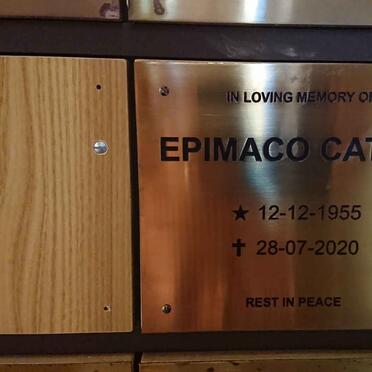 IN LOVING MEMORY OF
EPIMACO CAT
★ 12-12-1955
✝ 28-07-2020
REST IN PEACE